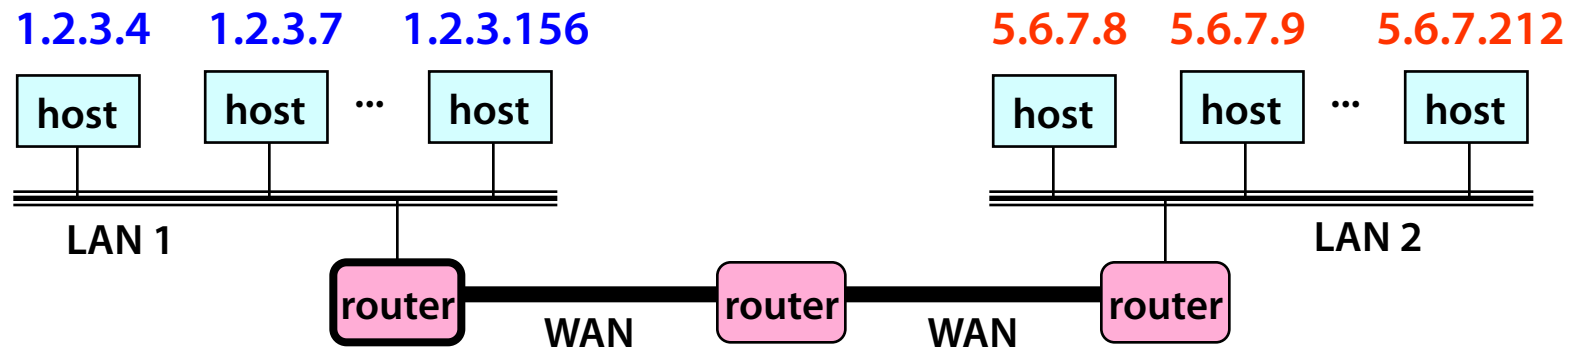 1.2.3.4 1.2.3.7 1.2.3.156 5.6.7.8 5.6.7.9 5.6.7.212
host host ... host host host ... host
LAN 1 LAN 2
router router router
WAN WAN